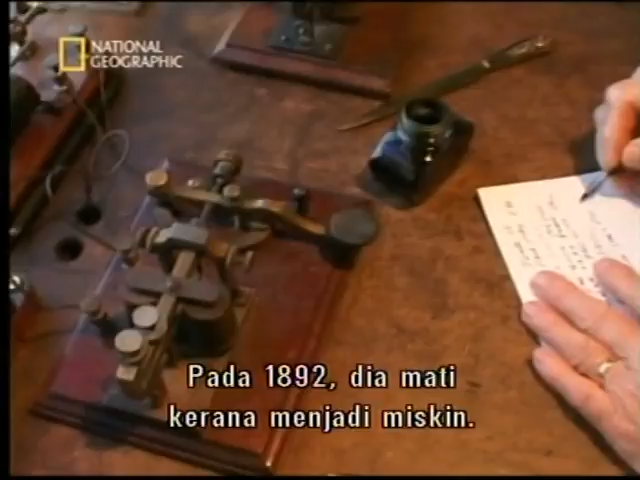 NATIONAL
GEOGRAPHIC
Pada 1892, dia mati
kerana menjadi miskin.